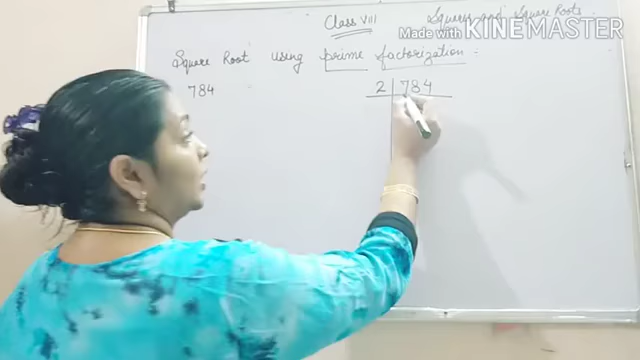 Class VIII
Squares and Square Roots.
Made with KINEMASTER
Square Root using prime factorization :
784 =
2 784